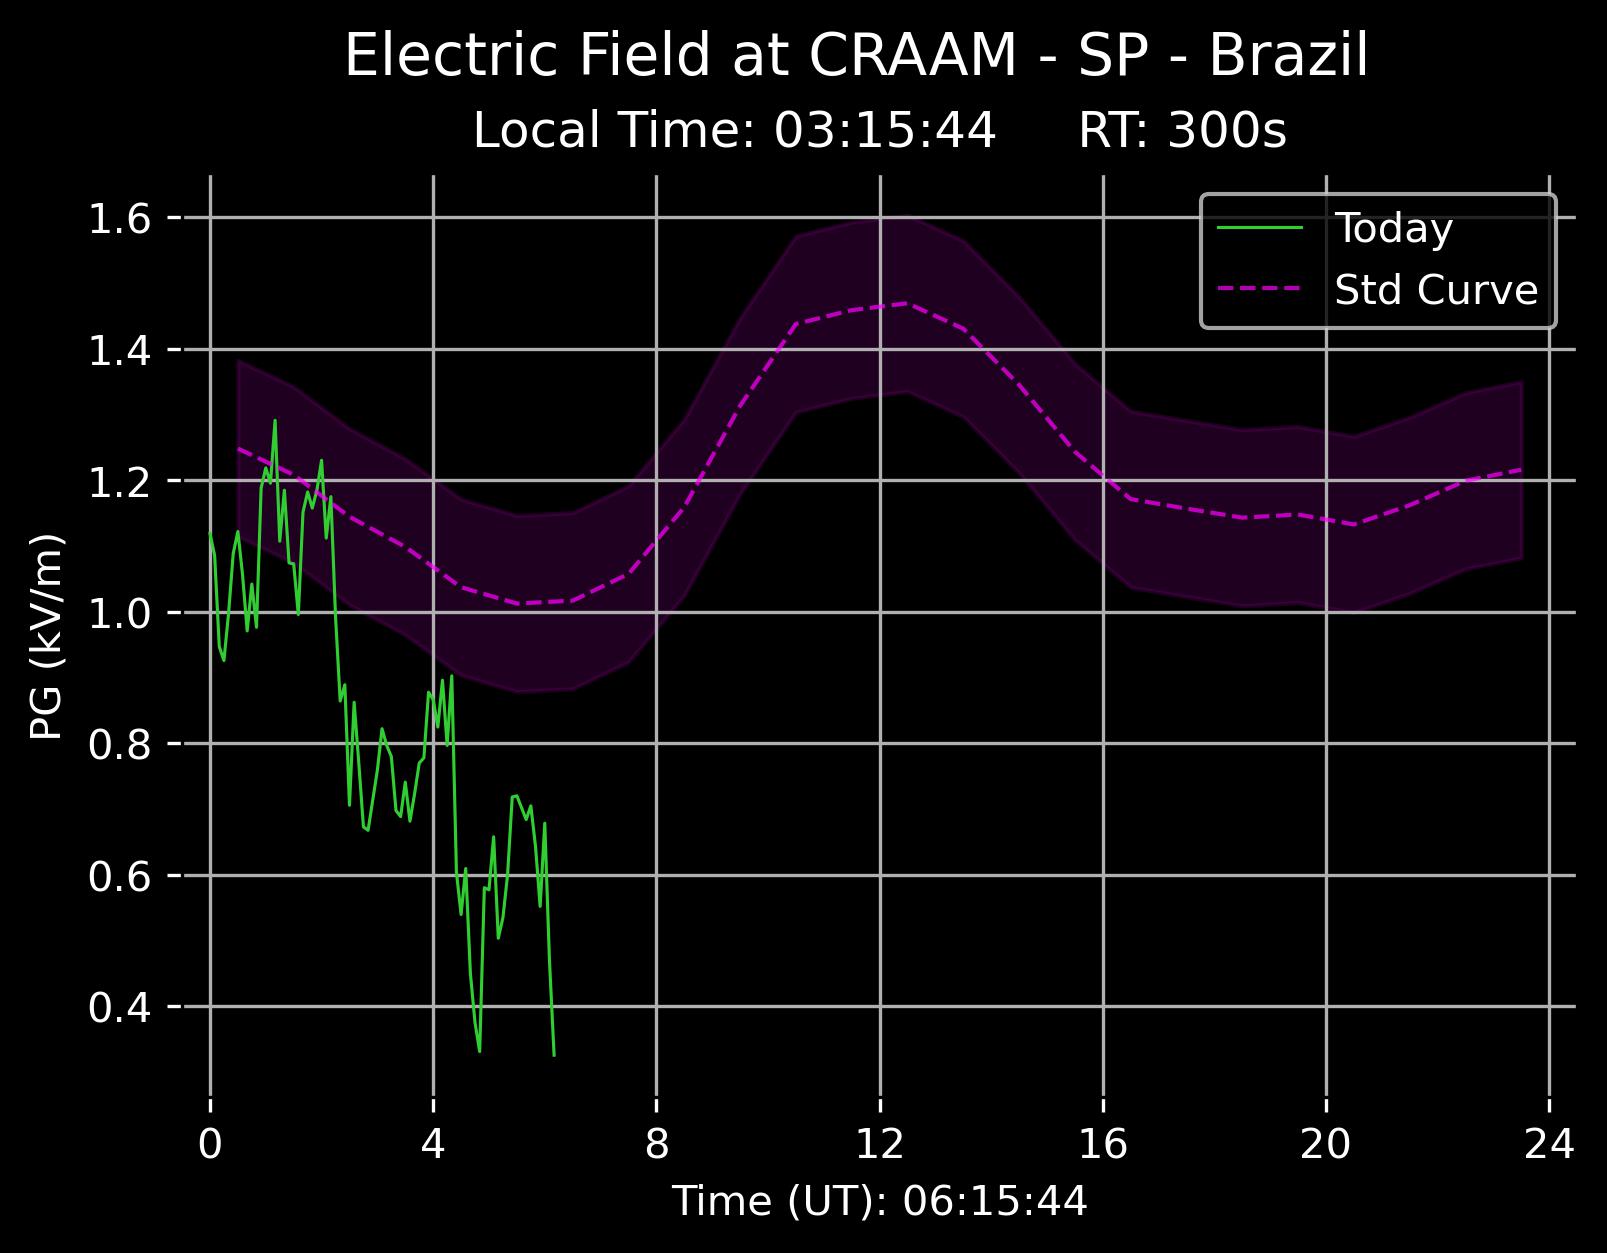 Electric Field at CRAAM - SP - Brazil
Local Time: 03:15:44 RT: 300s
Today
Std Curve
PG (kV/m)
1.6
1.4
1.2
1.0
0.8
0.6
0.4
0 4 8 12 16 20 24
Time (UT): 06:15:44